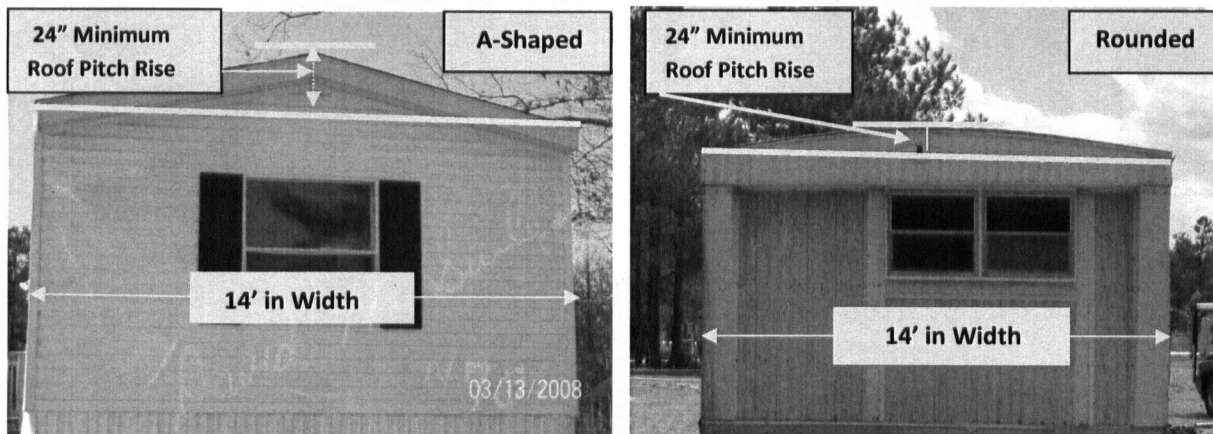 24” Minimum
Roof Pitch Rise
A-Shaped
14’ in Width
03/13/2008
24” Minimum
Roof Pitch Rise
Rounded
14’ in Width